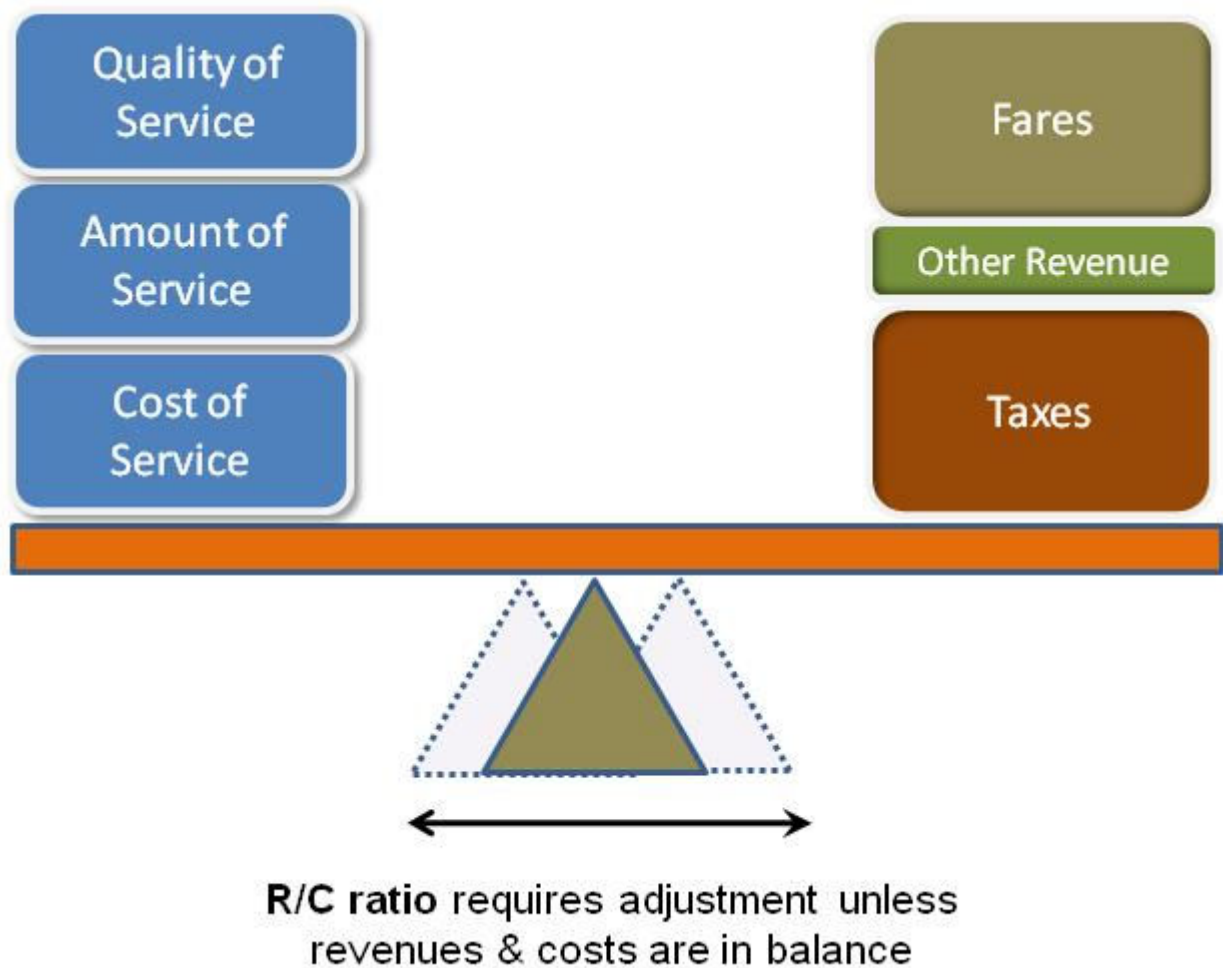 Quality of
Service
Amount of
Service
Cost of
Service
Fares
Other Revenue
Taxes
R/C ratio requires adjustment unless
revenues & costs are in balance